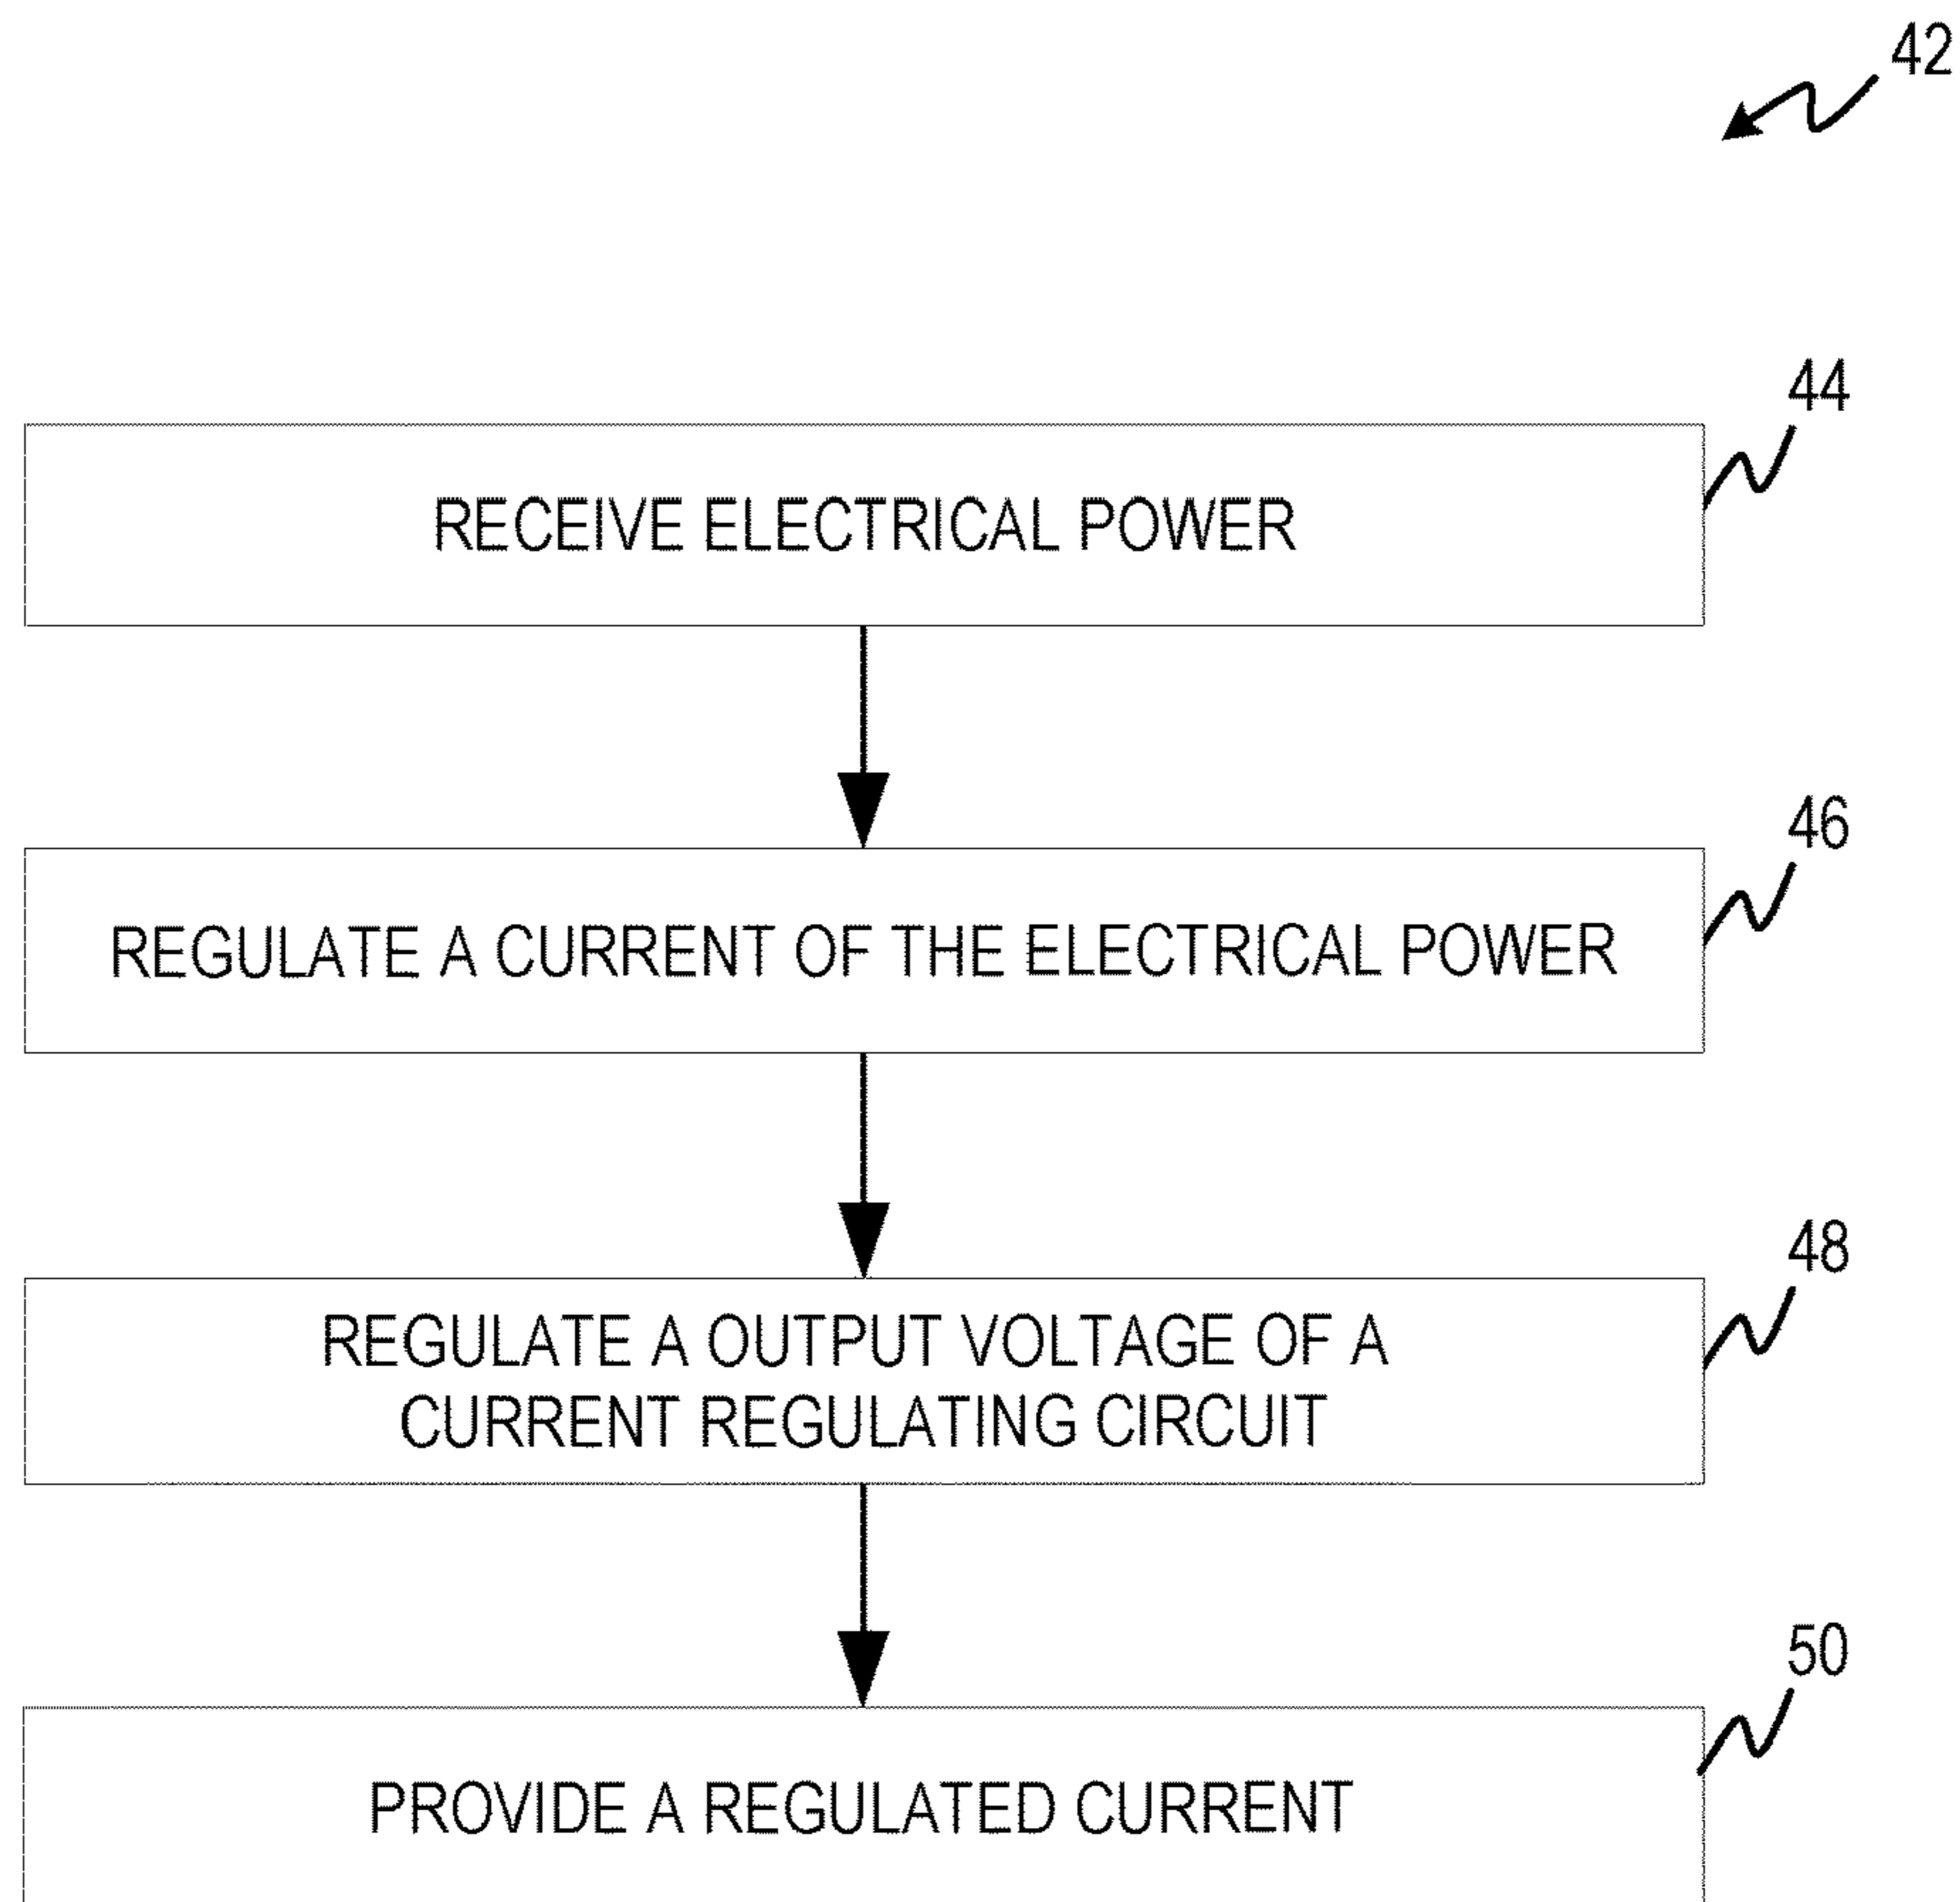 42
44
RECEIVE ELECTRICAL POWER
46
REGULATE A CURRENT OF THE ELECTRICAL POWER
48
REGULATE A OUTPUT VOLTAGE OF A
CURRENT REGULATING CIRCUIT
50
PROVIDE A REGULATED CURRENT